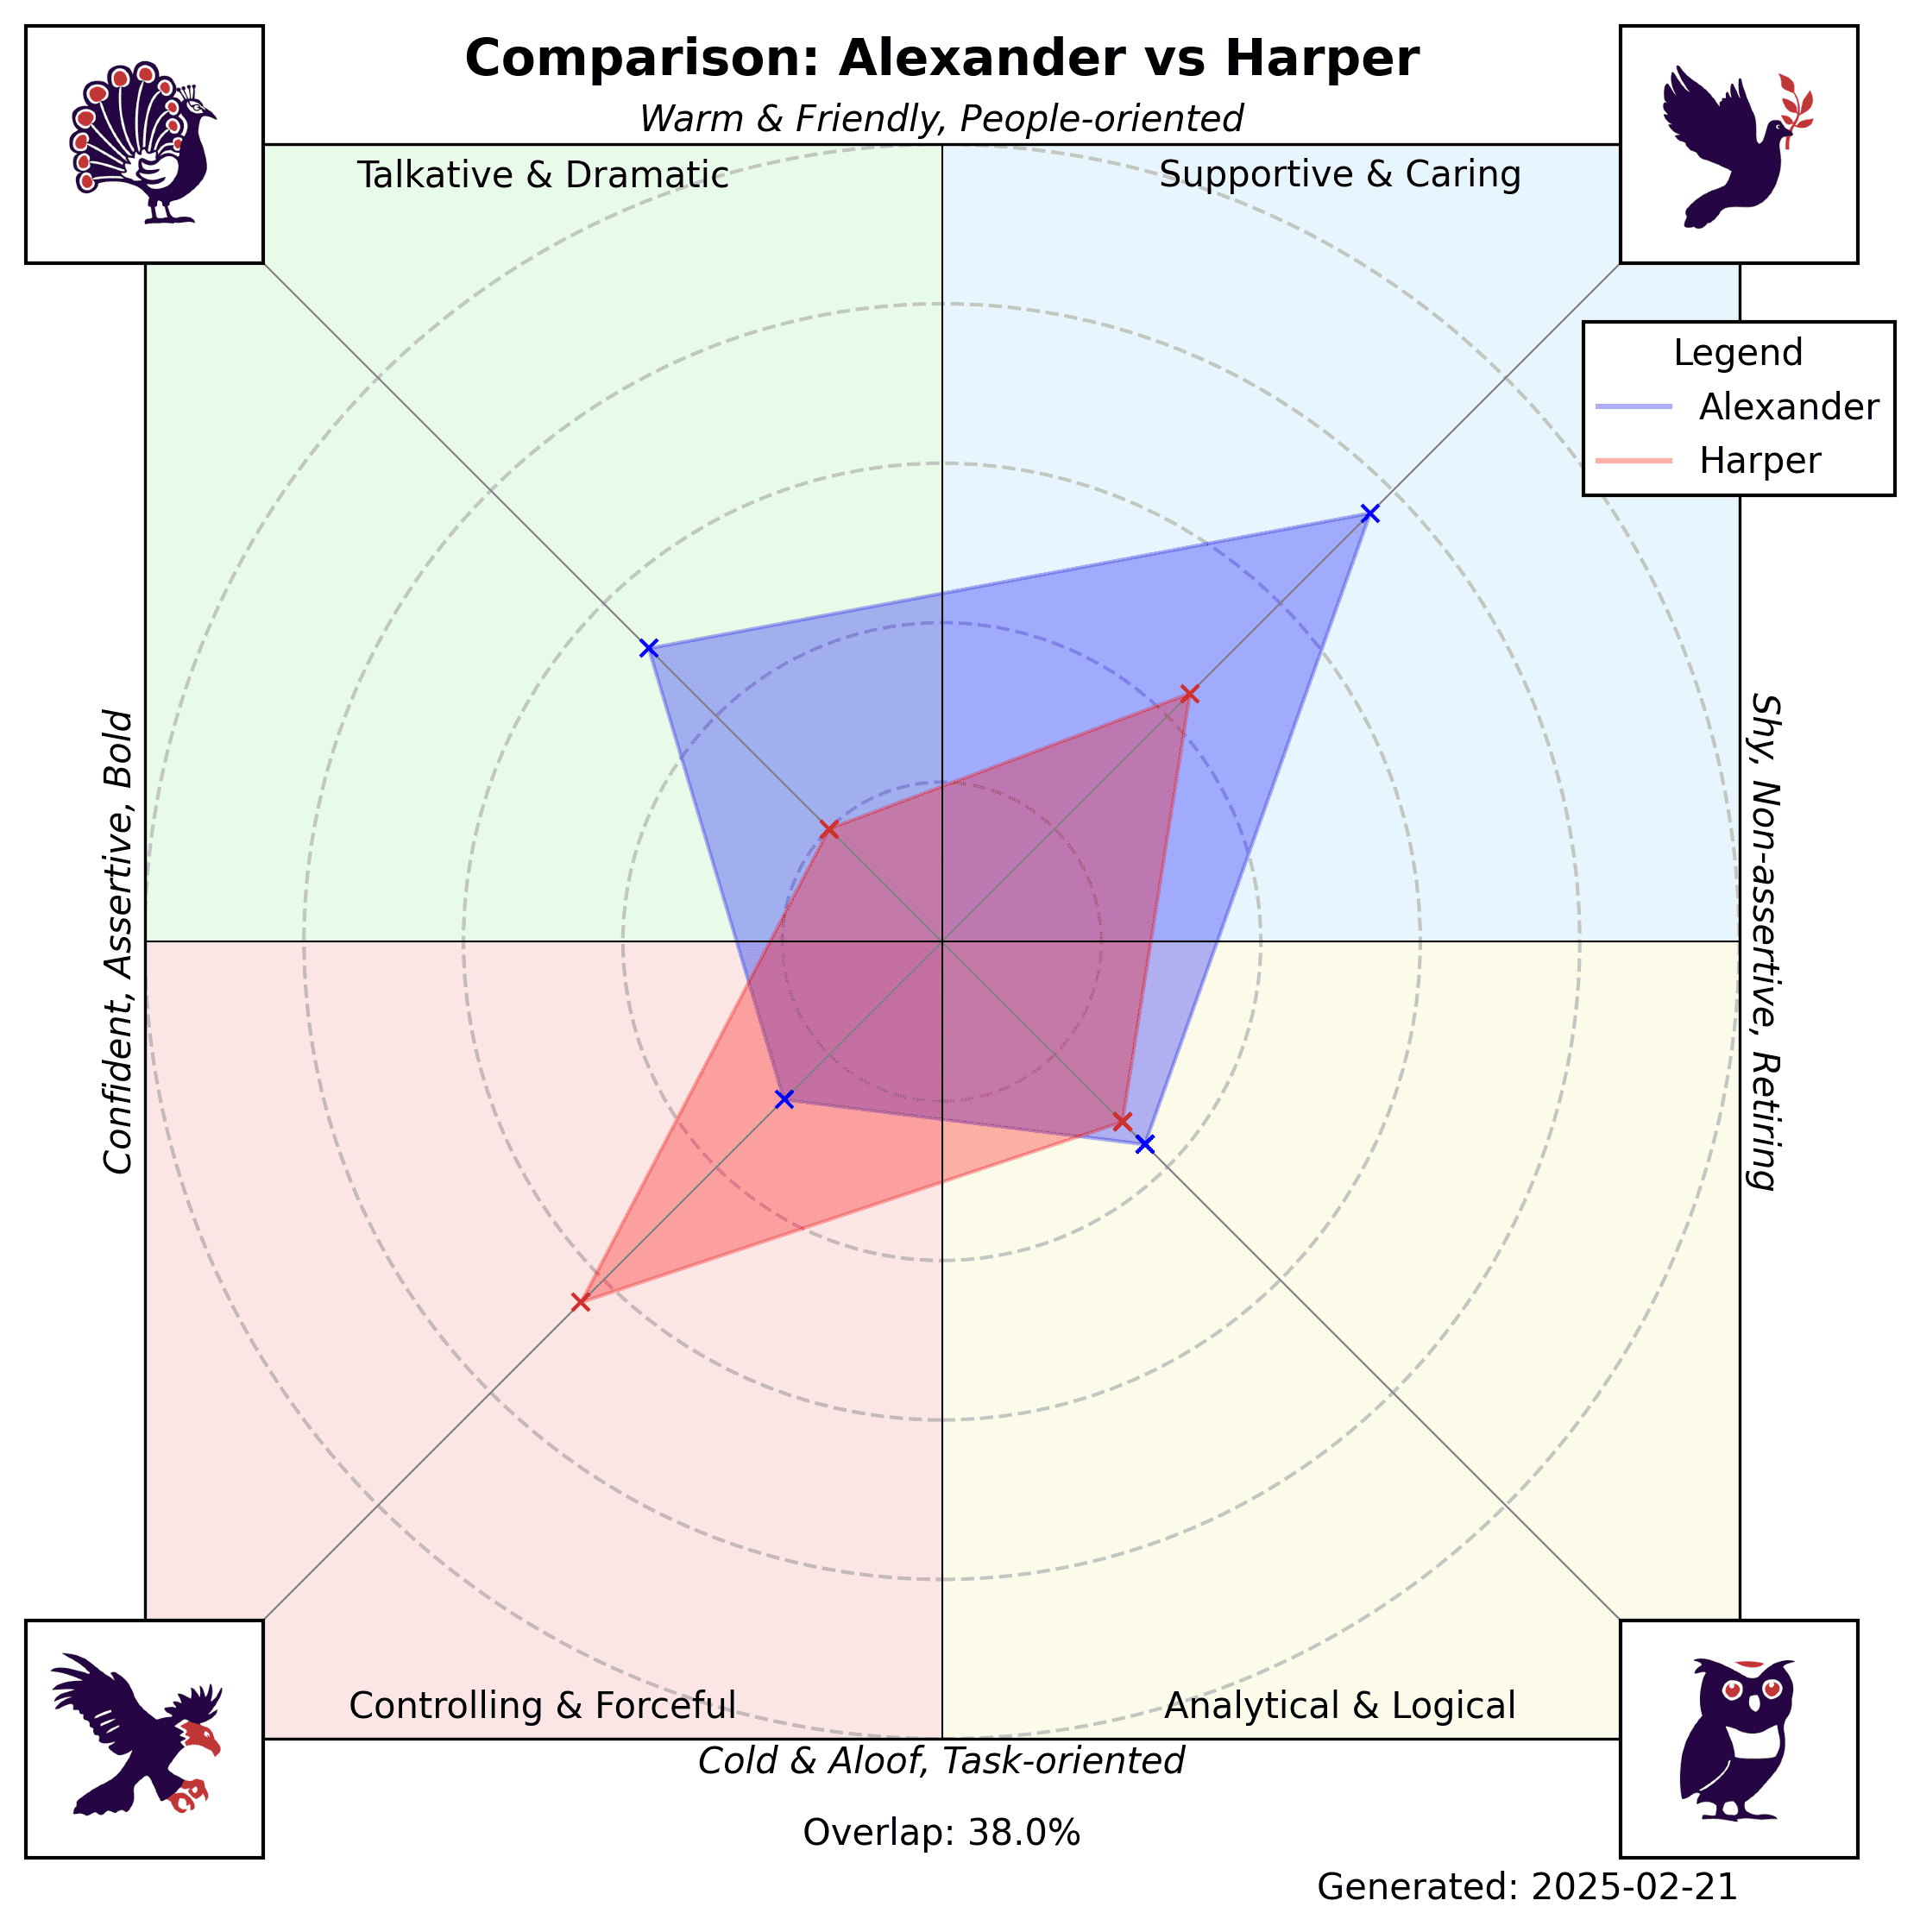 Comparison: Alexander vs Harper
Warm & Friendly, People-oriented
Talkative & Dramatic
Supportive & Caring
Legend
Alexander
Harper
Confident, Assertive, Bold
Shy, Non-assertive, Retiring
Controlling & Forceful
Analytical & Logical
Cold & Aloof, Task-oriented
Overlap: 38.0%
Generated: 2025-02-21